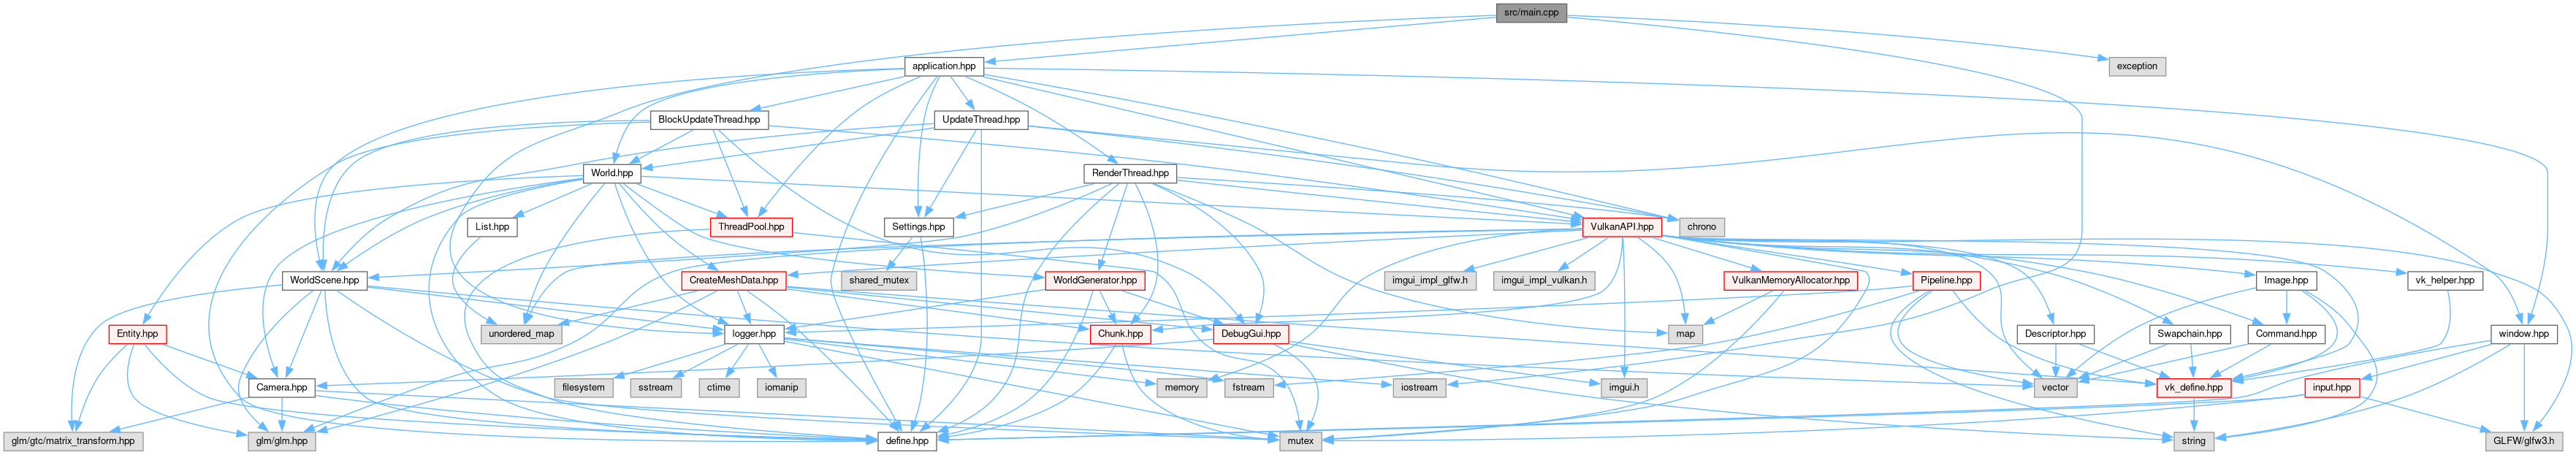 src/main.cpp
application.hpp
exception
BlockUpdateThread.hpp
UpdateThread.hpp
World.hpp
RenderThread.hpp
List.hpp
ThreadPool.hpp
Settings.hpp
VulkanAPI.hpp
chrono
WorldScene.hpp
CreateMeshData.hpp
shared_mutex
WorldGenerator.hpp
imgui_impl_glfw.h
imgui_impl_vulkan.h
VulkanMemoryAllocator.hpp
Pipeline.hpp
Image.hpp
vk_helper.hpp
Entity.hpp
unordered_map
logger.hpp
Chunk.hpp
DebugGui.hpp
map
Descriptor.hpp
Swapchain.hpp
Command.hpp
window.hpp
Camera.hpp
filesystem
sstream
ctime
iomanip
memory
fstream
iostream
imgui.h
vector
vk_define.hpp
input.hpp
glm/gtc/matrix_transform.hpp
glm/glm.hpp
define.hpp
mutex
string
GLFW/glfw3.h